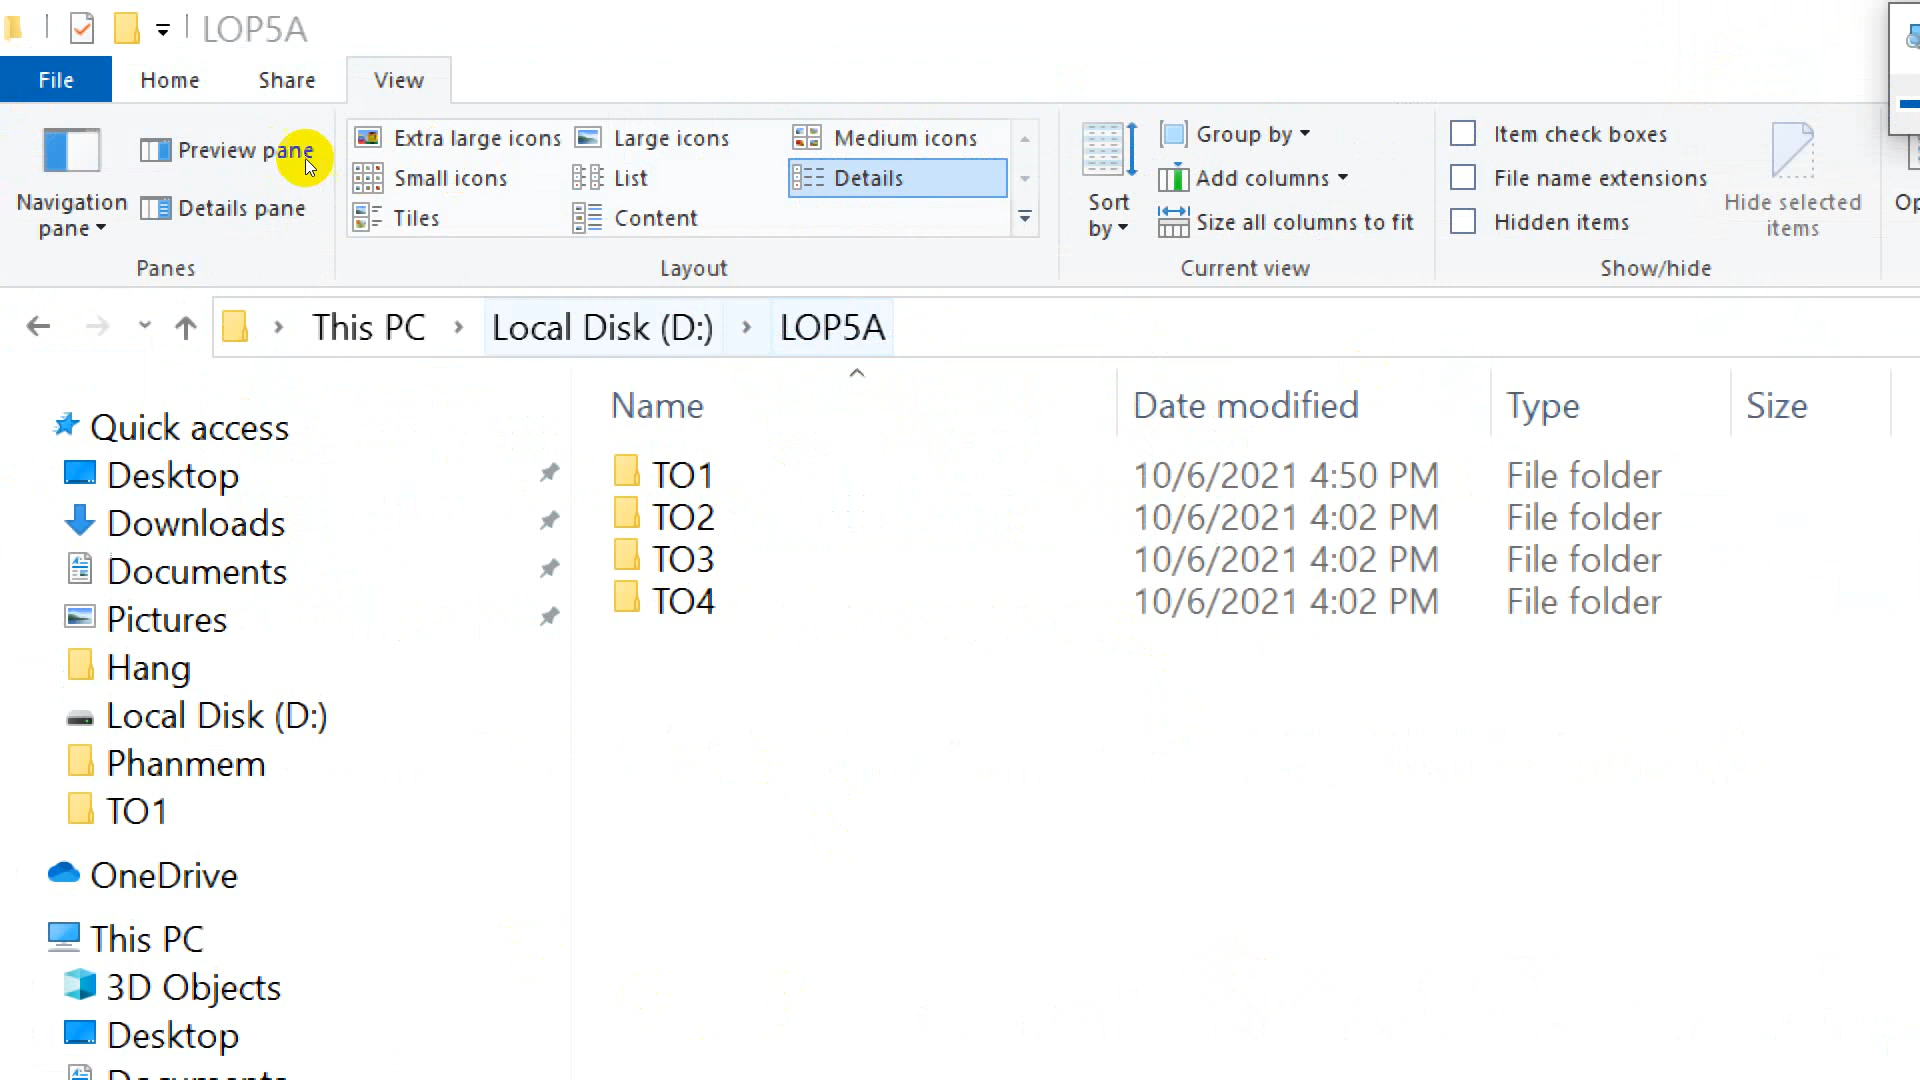 LOP5A
File Home Share View
Navigation pane
Preview pane
Details pane
Panes
Extra large icons Large icons Medium icons
Small icons List Details
Tiles Content
Layout
Sort by
Group by
Add columns
Size all columns to fit
Current view
Item check boxes
File name extensions
Hidden items
Hide selected items
Show/hide
This PC Local Disk (D:) LOP5A
Name Date modified Type Size
TO1 10/6/2021 4:50 PM File folder
TO2 10/6/2021 4:02 PM File folder
TO3 10/6/2021 4:02 PM File folder
TO4 10/6/2021 4:02 PM File folder
Quick access
Desktop
Downloads
Documents
Pictures
Hang
Local Disk (D:)
Phanmem
TO1
OneDrive
This PC
3D Objects
Desktop